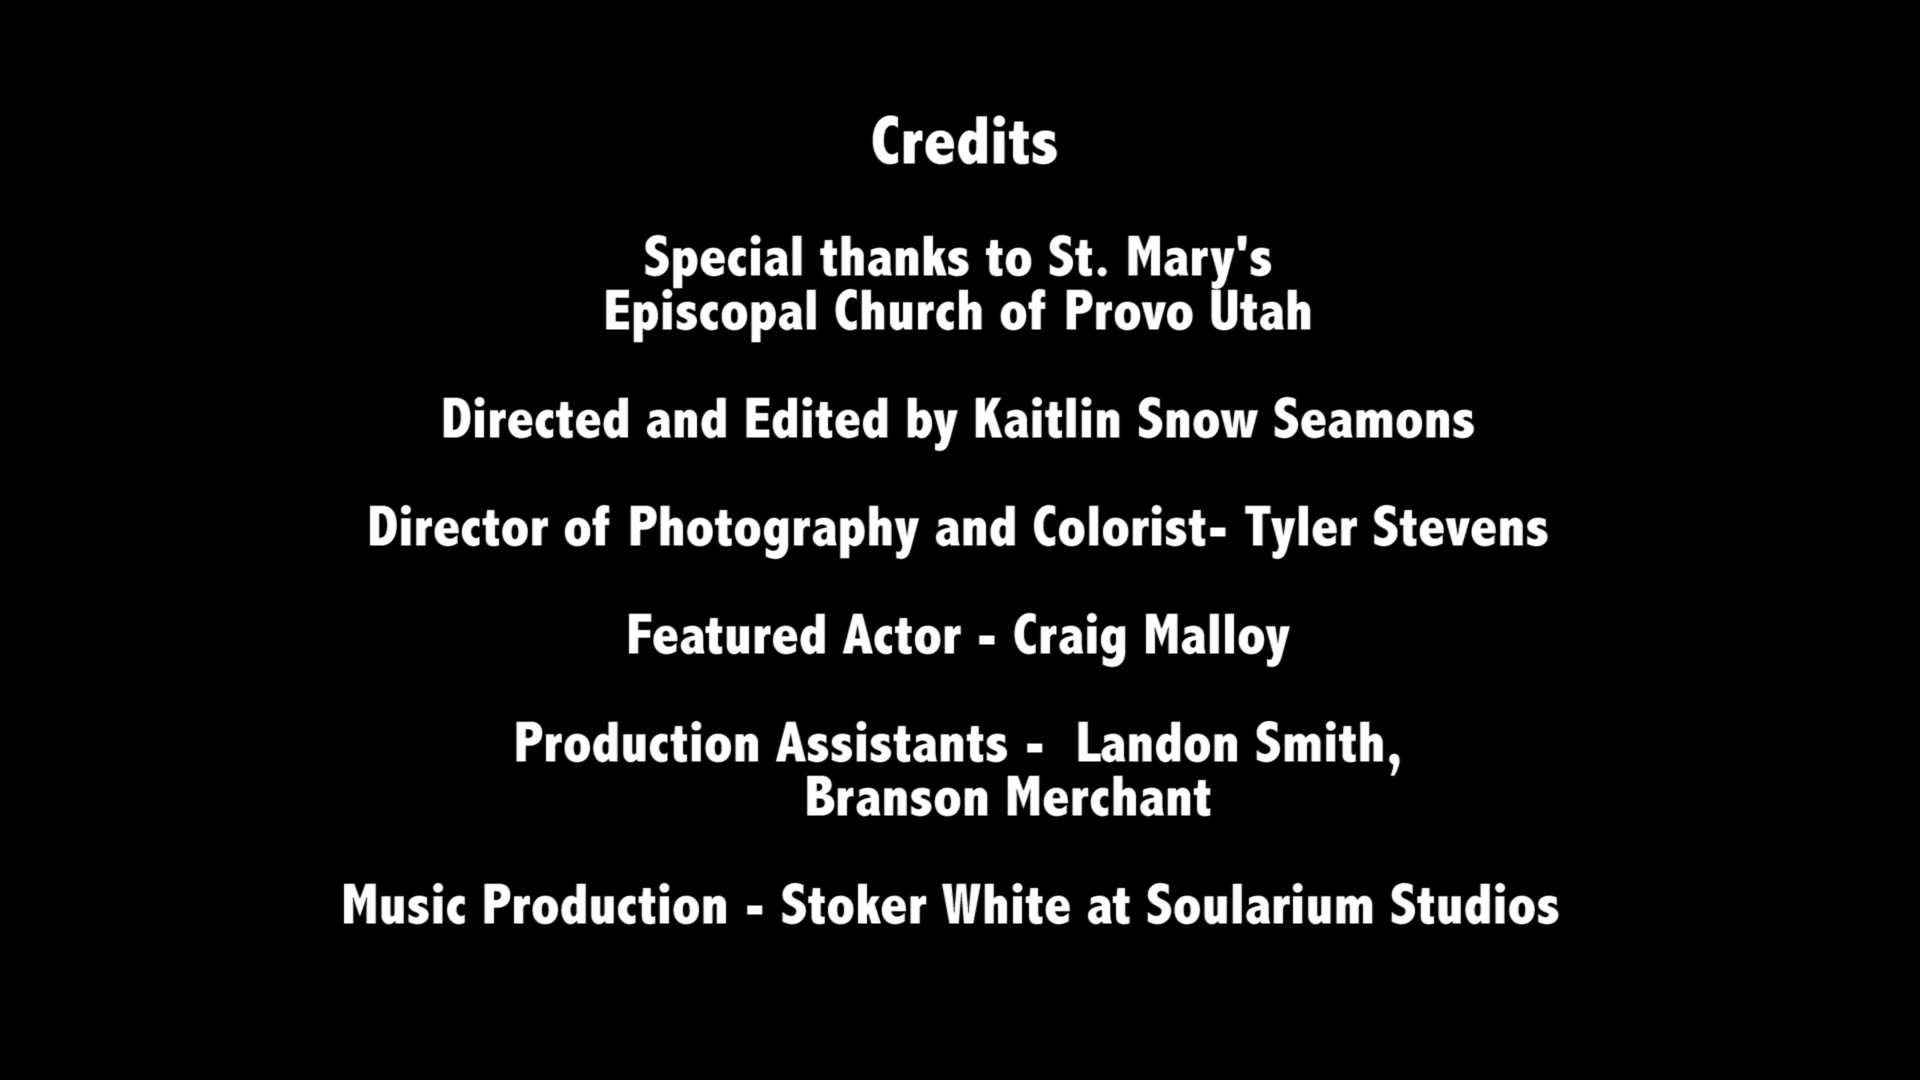 Credits
Special thanks to St. Mary's
Episcopal Church of Provo Utah
Directed and Edited by Kaitlin Snow Seamons
Director of Photography and Colorist- Tyler Stevens
Featured Actor - Craig Malloy
Production Assistants -  Landon Smith,
Branson Merchant
Music Production - Stoker White at Soularium Studios